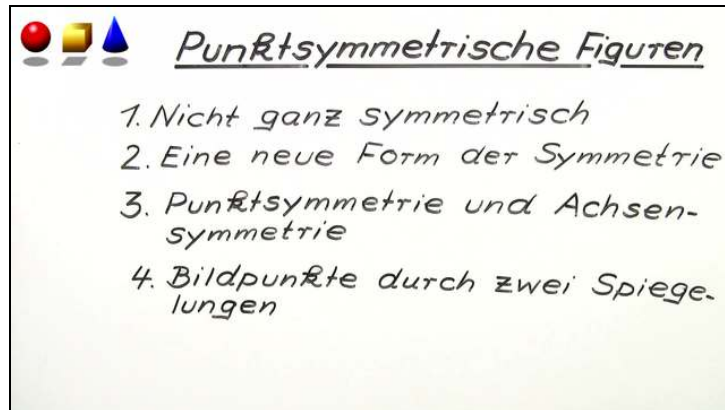 Punktsymmetrische Figuren
1. Nicht ganz symmetrisch
2. Eine neue Form der Symmetrie
3. Punktsymmetrie und Achsen-
symmetrie
4. Bildpunkte durch zwei Spiege-
lungen